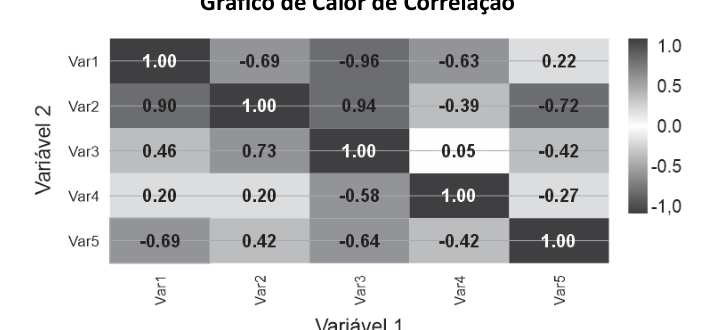 Gráfico de Calor de Correlação
Var1 1.00 -0.69 -0.96 -0.63 0.22
Var2 0.90 1.00 0.94 -0.39 -0.72
Var3 0.46 0.73 1.00 0.05 -0.42
Var4 0.20 0.20 -0.58 1.00 -0.27
Var5 -0.69 0.42 -0.64 -0.42 1.00
Var1 Var2 Var3 Var4 Var5
Variável 1
Variável 2
1.0
0.5
0.0
-0.5
-1,0